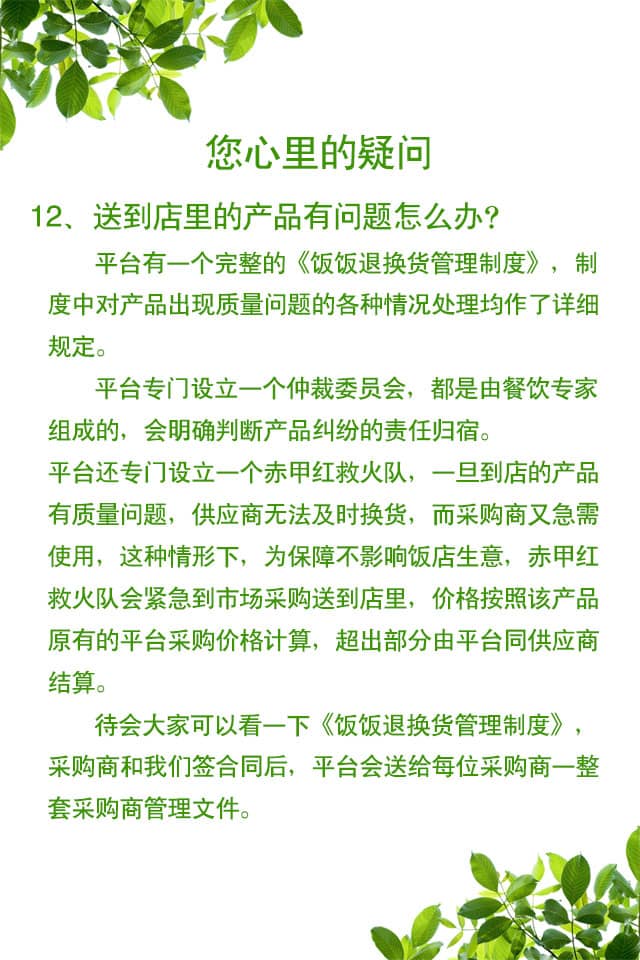 您心里的疑问
12、送到店里的产品有问题怎么办？
平台有一个完整的《饭饭退换货管理制度》，制
度中对产品出现质量问题的各种情况处理均作了详细
规定。
平台专门设立一个仲裁委员会，都是由餐饮专家
组成的，会明确判断产品纠纷的责任归宿。
平台还专门设立一个赤甲红救火队，一旦到店的产品
有质量问题，供应商无法及时换货，而采购商又急需
使用，这种情形下，为保障不影响饭店生意，赤甲红
救火队会紧急到市场采购送到店里，价格按照该产品
原有的平台采购价格计算，超出部分由平台同供应商
结算。
待会大家可以看一下《饭饭退换货管理制度》，
采购商和我们签合同后，平台会送给每位采购商一整
套采购商管理文件。